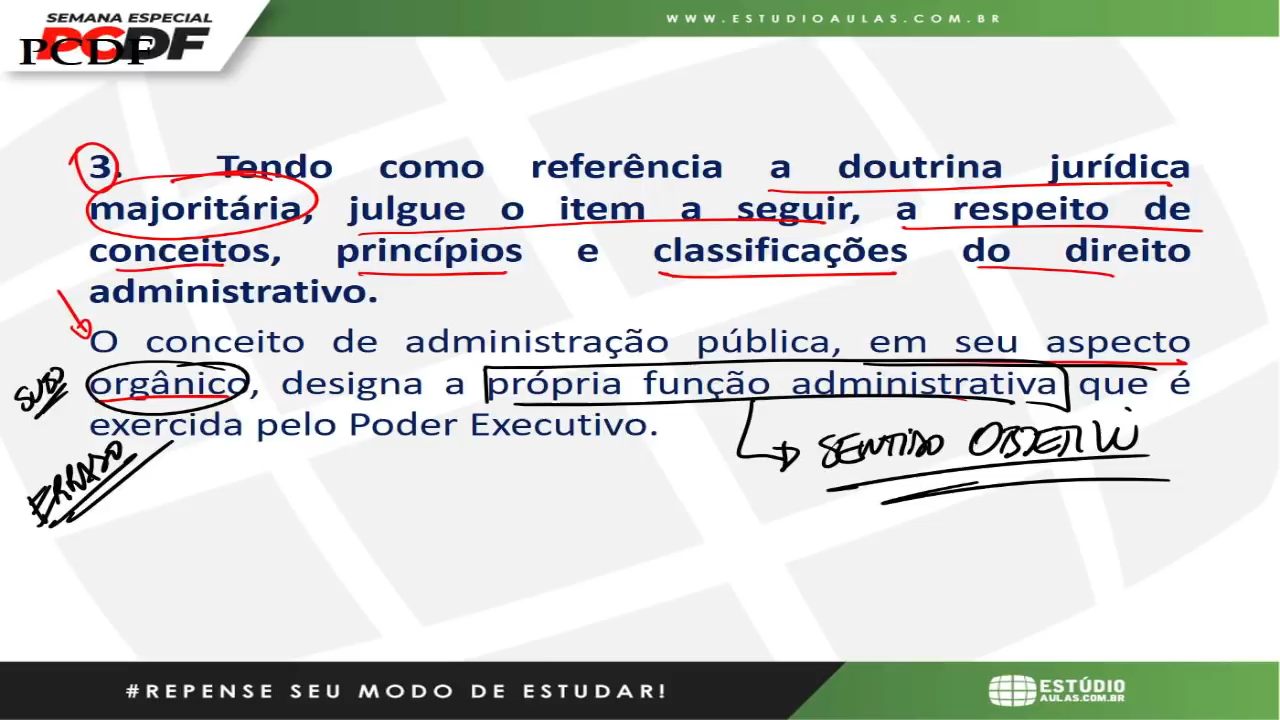 SEMANA ESPECIAL
PCDF
PCDF
WWW.ESTUDIOAULAS.COM.BR
3. Tendo como referência a doutrina jurídica
majoritária, julgue o item a seguir, a respeito de
conceitos, princípios e classificações do direito
administrativo.
O conceito de administração pública, em seu aspecto
orgânico, designa a própria função administrativa que é
exercida pelo Poder Executivo.
SENTIDO
ERRADO
#REPENSE SEU MODO DE ESTUDAR!
ESTÚDIO
AULAS.COM.BR